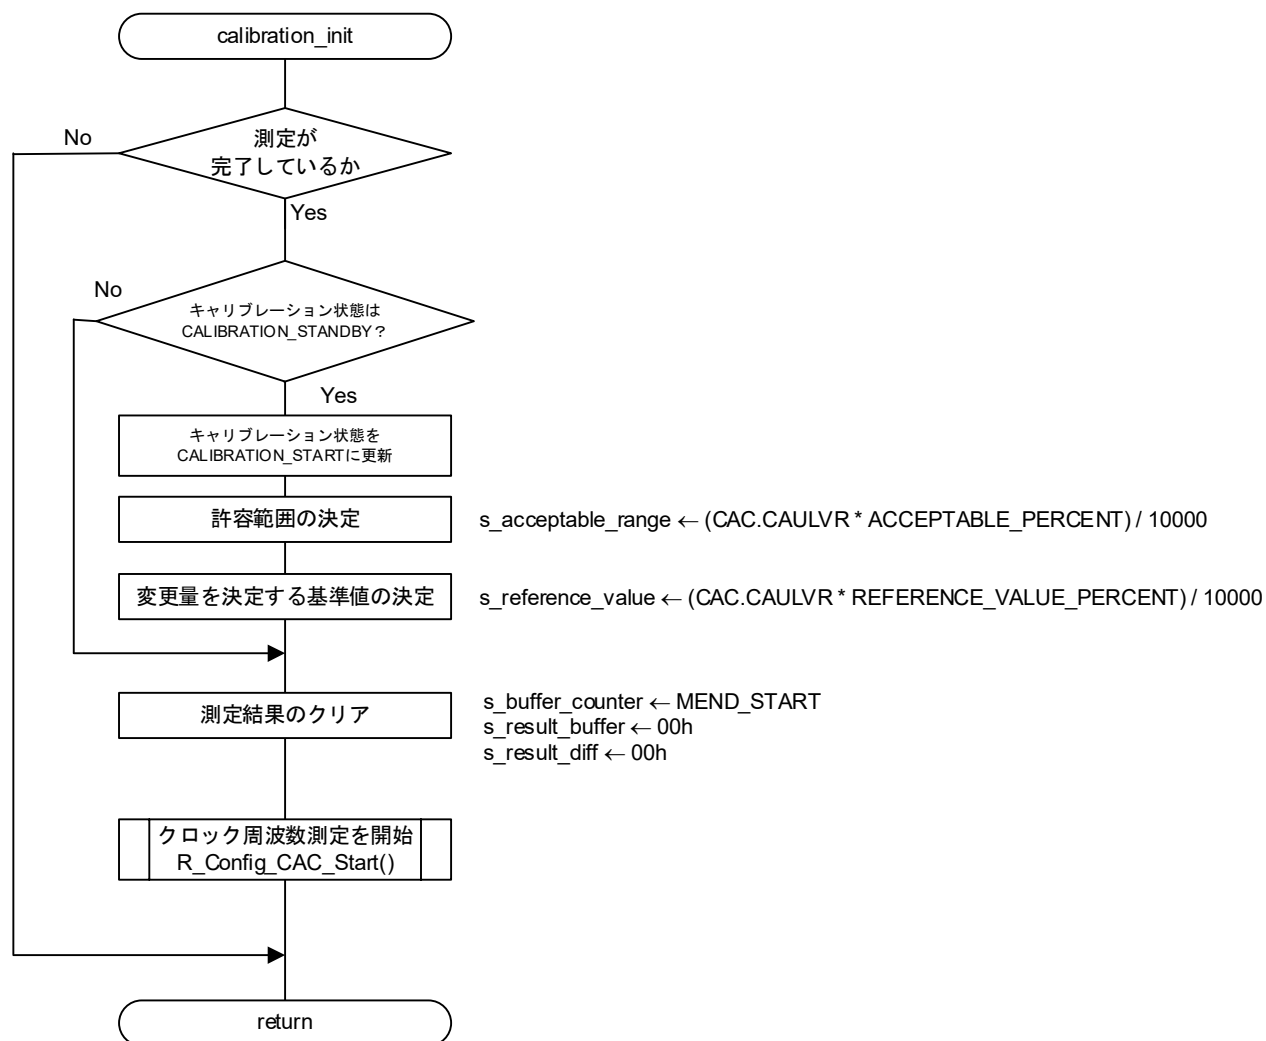 calibration_init
No
測定が
完了しているか
Yes
No
キャリブレーション状態は
CALIBRATION_STANDBY？
Yes
キャリブレーション状態を
CALIBRATION_STARTに更新
許容範囲の決定
s_acceptable_range ← (CAC.CAULVR * ACCEPTABLE_PERCENT) / 10000
変更量を決定する基準値の決定
s_reference_value ← (CAC.CAULVR * REFERENCE_VALUE_PERCENT) / 10000
測定結果のクリア
s_buffer_counter ← MEND_START
s_result_buffer ← 00h
s_result_diff ← 00h
クロック周波数測定を開始
R_Config_CAC_Start()
return